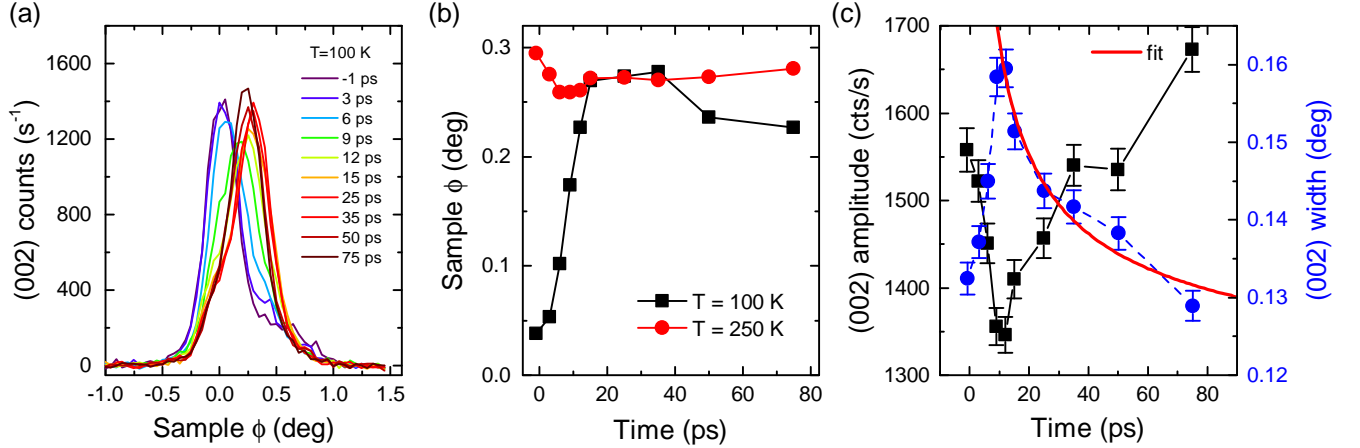 (a)
(002) counts (s⁻¹)
1600
1200
800
400
0
T=100 K
-1 ps
3 ps
6 ps
9 ps
12 ps
15 ps
25 ps
35 ps
50 ps
75 ps
-1.0 -0.5 0.0 0.5 1.0 1.5
Sample ϕ (deg)
(b)
Sample ϕ (deg)
0.3
0.2
0.1
0.0
T = 100 K
T = 250 K
0 20 40 60 80
Time (ps)
(c)
(002) amplitude (cts/s)
1700
1600
1500
1400
1300
fit
0.16
0.15
0.14
0.13
0.12
(002) width (deg)
0 20 40 60 80
Time (ps)